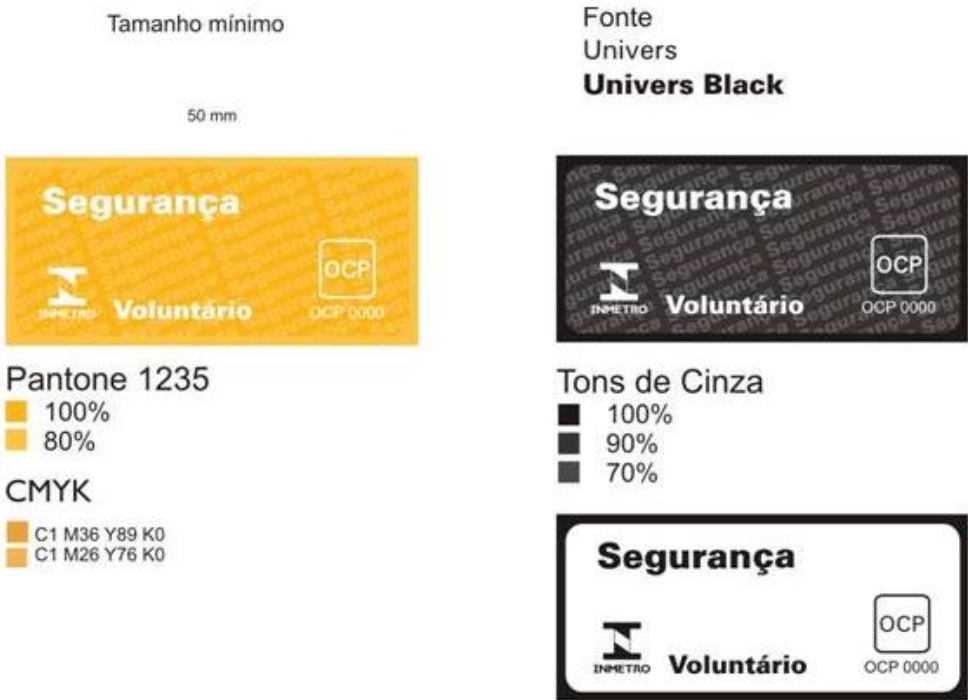 Tamanho mínimo
50 mm
Segurança
OCP
INMETRO Voluntário OCP 0000
Pantone 1235
100%
80%
CMYK
C1 M36 Y89 K0
C1 M26 Y76 K0
Fonte
Univers
Univers Black
Segurança
OCP
INMETRO Voluntário OCP 0000
Tons de Cinza
100%
90%
70%
Segurança
OCP
INMETRO Voluntário OCP 0000